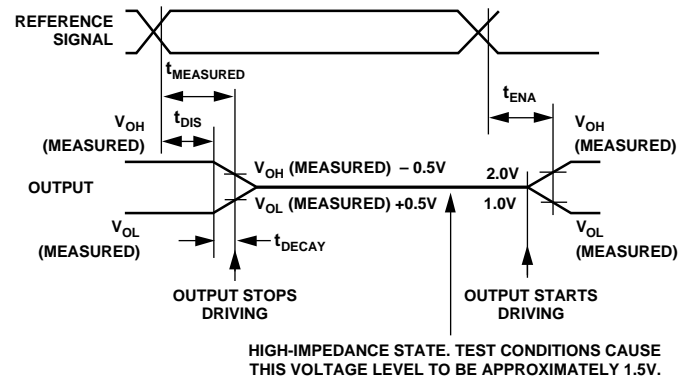 REFERENCE
SIGNAL
tMEASURED
tENA
VOH
(MEASURED)
tDIS
VOH
(MEASURED)
VOH (MEASURED) – 0.5V
2.0V
OUTPUT
VOL (MEASURED) +0.5V
1.0V
VOL
(MEASURED)
tDECAY
VOL
(MEASURED)
OUTPUT STOPS
DRIVING
OUTPUT STARTS
DRIVING
HIGH-IMPEDANCE STATE. TEST CONDITIONS CAUSE
THIS VOLTAGE LEVEL TO BE APPROXIMATELY 1.5V.